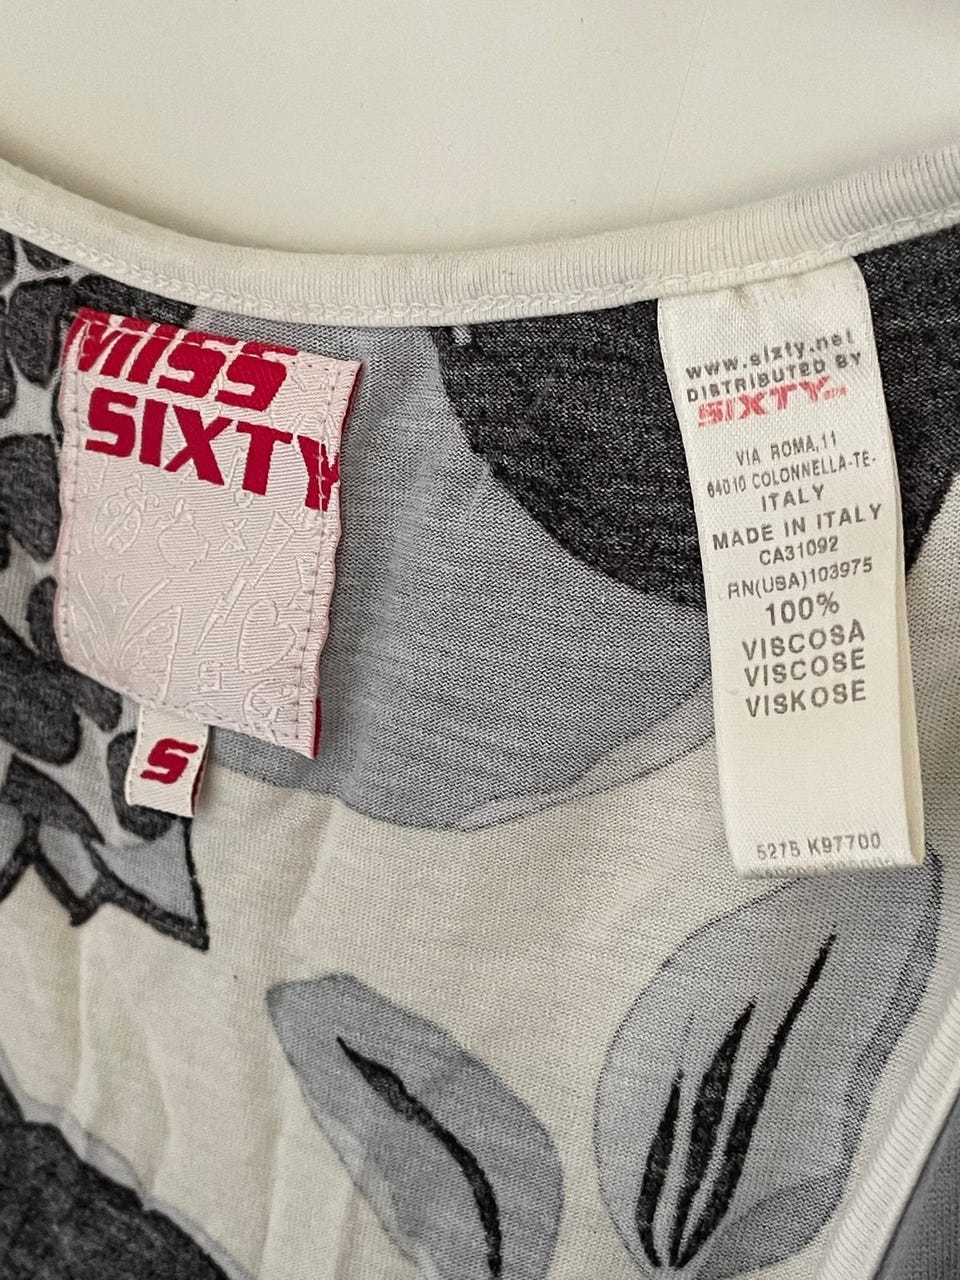 MISS
SIXTY
S
www.sixty.net
DISTRIBUTED BY
SIXTY
VIA ROMA,11
64010 COLONNELLA-TE-
ITALY
MADE IN ITALY
CA31092
RN(USA)103975
100%
VISCOSA
VISCOSE
VISKOSE
5275 K97700